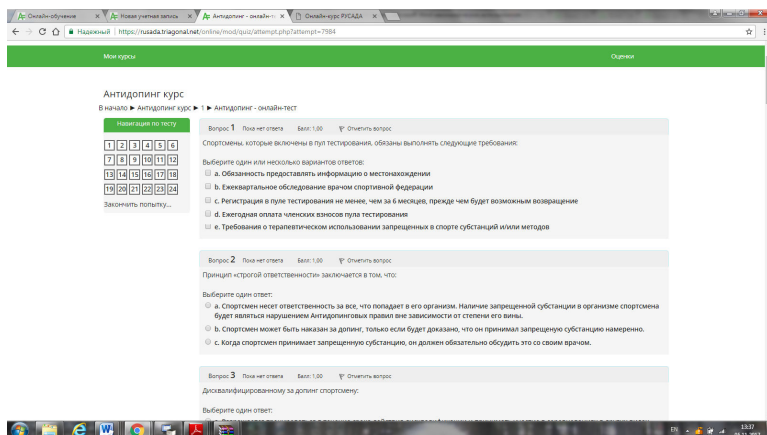 Онлайн-обучение
Новая учетная запись
Антидопинг - онлайн-т
Онлайн-курс РУСАДА
Надежный | https://rusada.triagonal.net/online/mod/quiz/attempt.php?attempt=7984
Мои курсы
Оценки
Антидопинг курс
В начало ► Антидопинг курс ► 1 ► Антидопинг - онлайн-тест
Навигация по тесту
1 2 3 4 5 6
7 8 9 10 11 12
13 14 15 16 17 18
19 20 21 22 23 24
Закончить попытку...
Вопрос 1 Пока нет ответа Балл: 1,00 Отметить вопрос
Спортсмены, которые включены в пул тестирования, обязаны выполнять следующие требования:
Выберите один или несколько вариантов ответов:
a. Обязанность предоставлять информацию о местонахождении
b. Ежеквартальное обследование врачом спортивной федерации
c. Регистрация в пуле тестирования не менее, чем за 6 месяцев, прежде чем будет возможным возвращение
d. Ежегодная оплата членских взносов пула тестирования
e. Требования о терапевтическом использовании запрещенных в спорте субстанций и/или методов
Вопрос 2 Пока нет ответа Балл: 1,00 Отметить вопрос
Принцип «строгой ответственности» заключается в том, что:
Выберите один ответ:
a. Спортсмен несет ответственность за все, что попадает в его организм. Наличие запрещенной субстанции в организме спортсмена
будет являться нарушением Антидопинговых правил вне зависимости от степени его вины.
b. Спортсмен может быть наказан за допинг, только если будет доказано, что он принимал запрещеную субстанцию намеренно.
c. Когда спортсмен принимает запрещенную субстанцию, он должен обязательно обсудить это со своим врачом.
Вопрос 3 Пока нет ответа Балл: 1,00 Отметить вопрос
Дисквалифицированному за допинг спортсмену:
Выберите один ответ:
EN
13:37